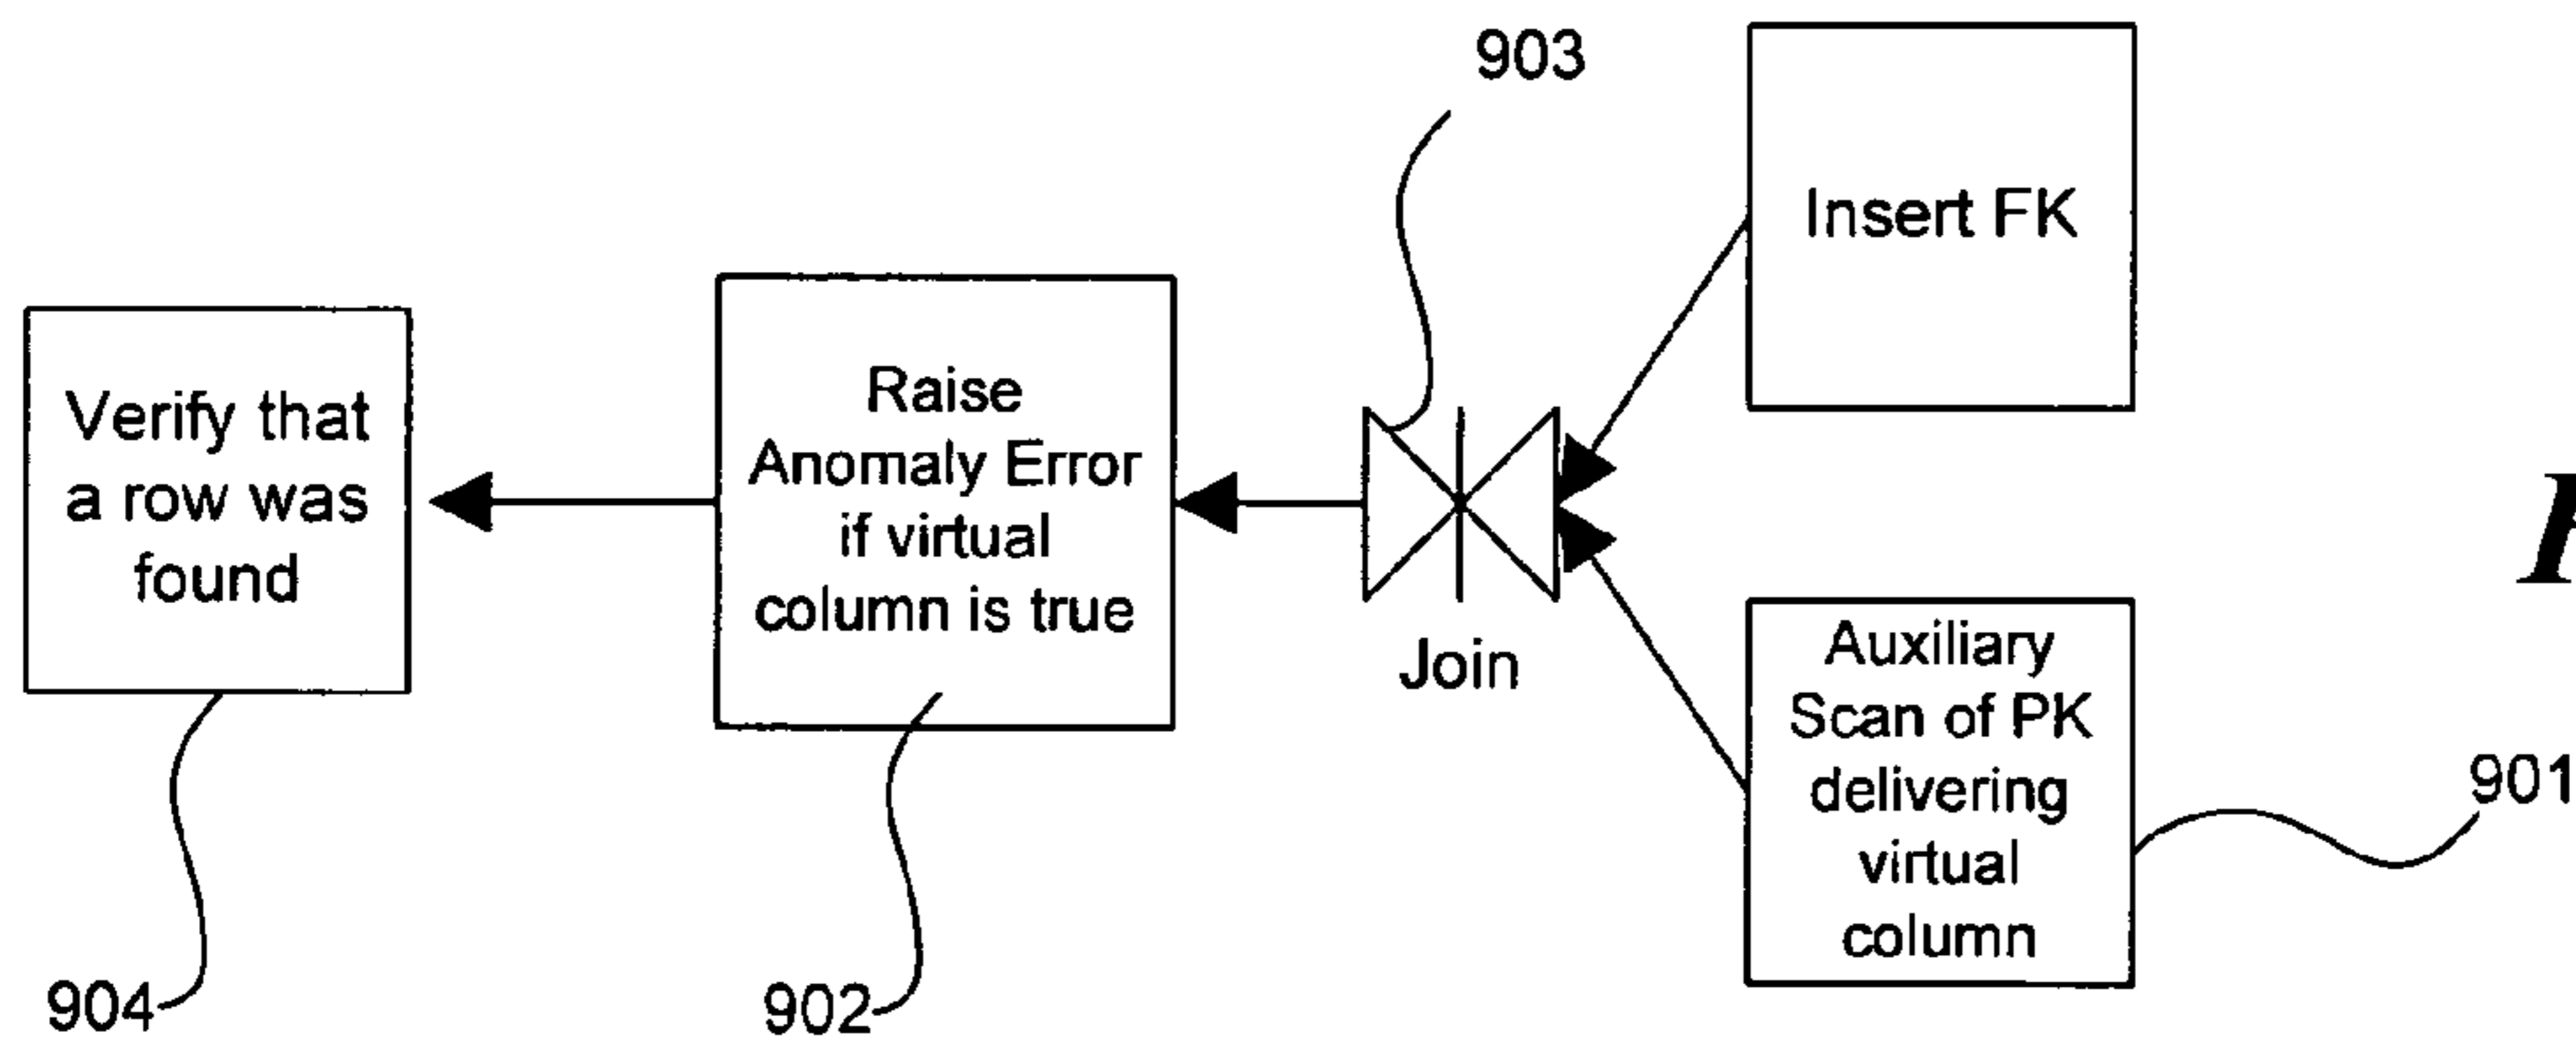 903
Insert FK
Verify that
a row was
found
Raise
Anomaly Error
if virtual
column is true
Join
Auxiliary
Scan of PK
delivering
virtual
column
901
904
902